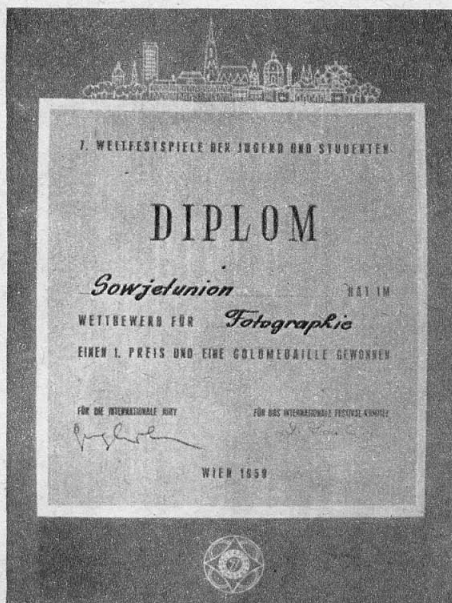 7. WELTFESTSPIELE DER JUGEND UND STUDENTEN
DIPLOM
Sowjetunion HAT IM
WETTBEWERB FÜR Fotographie
EINEN 1. PREIS UND EINE GOLDMEDAILLE GEWONNEN
FÜR DIE INTERNATIONALE JURY FÜR DAS INTERNATIONALE FESTIVAL-KOMITEE
WIEN 1959
7